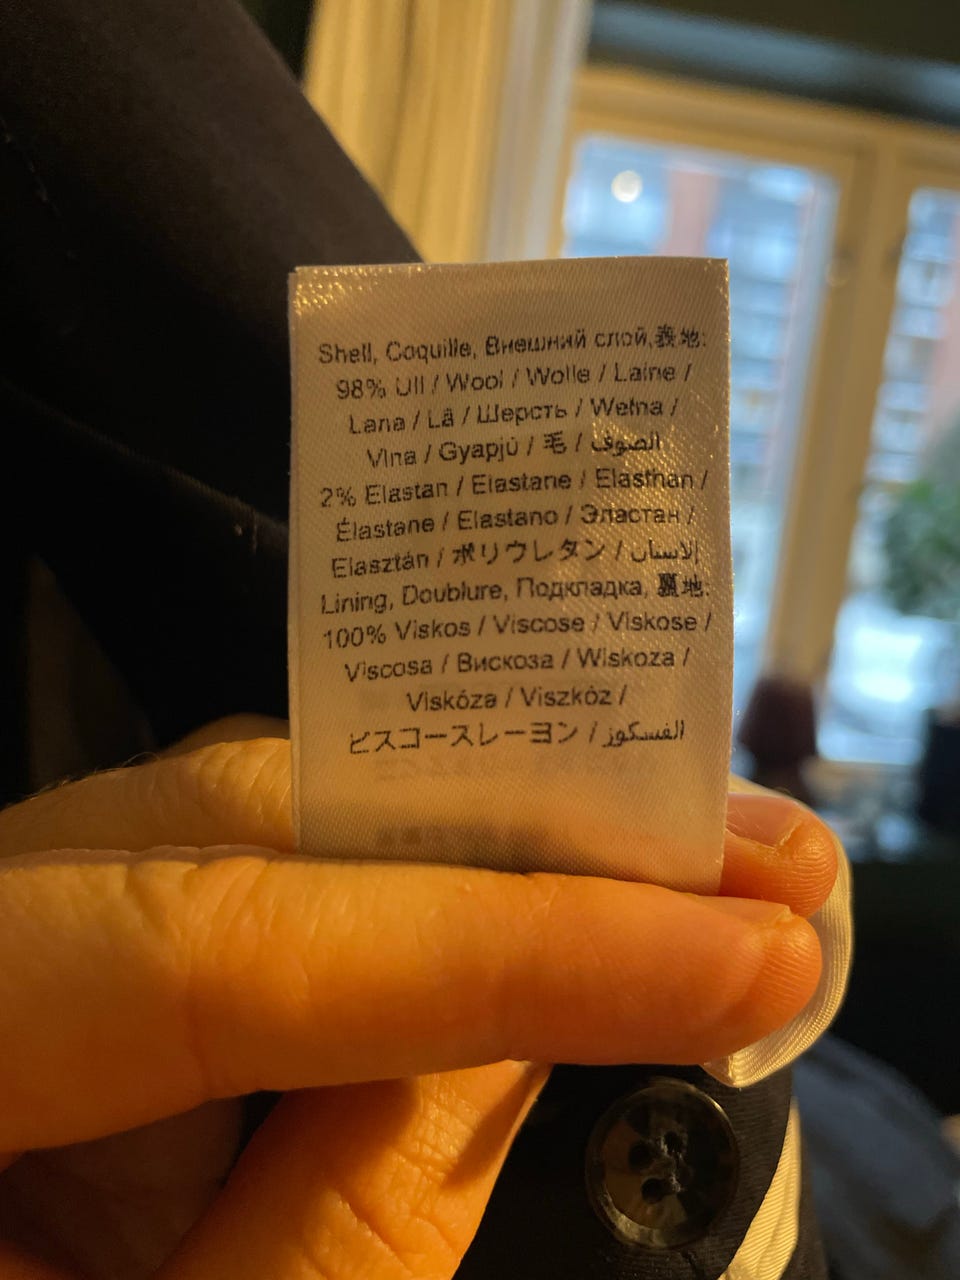 Shell, Coquille, Внешний слой, 表地:
98% Ull / Wool / Wolle / Laine /
Lana / Lã / Шерсть / Wełna /
Vlna / Gyapjú / 毛 / الصوف
2% Elastan / Elastane / Elasthan /
Élastane / Elastano / Эластан /
Elasztán / ポリウレタン / الاستان
Lining, Doublure, Подкладка, 裏地:
100% Viskos / Viscose / Viskose /
Viscosa / Вискоза / Wiskoza /
Viskóza / Viszkóz /
ビスコースレーヨン / الفسكوز